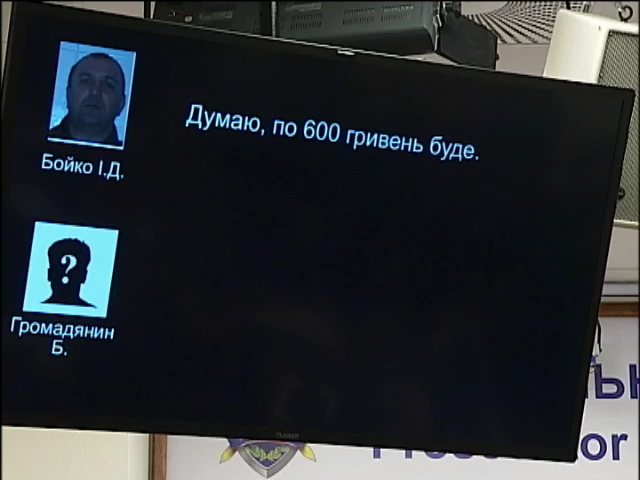 Думаю, по 600 гривень буде.
Бойко І.Д.
?
Громадянин
Б.